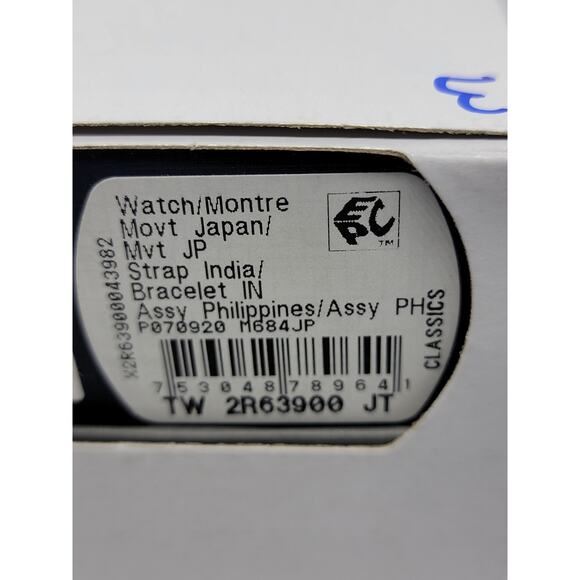 Watch/Montre
Movt Japan/
Mvt JP
Strap India/
Bracelet IN
Assy Philippines/Assy PH
P070920 M684JP
7 53048 78964 1
TW 2R63900 JT
X2R63900043982
CLASSICS
EPC
TM